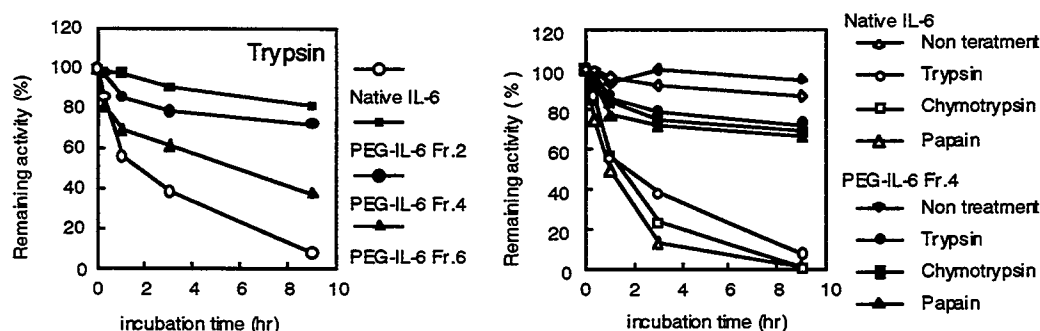 120
100
80
60
40
20
0
Remaining activity (%)
Trypsin
0 2 4 6 8 10
incubation time (hr)
Native IL-6
PEG-IL-6 Fr.2
PEG-IL-6 Fr.4
PEG-IL-6 Fr.6
120
100
80
60
40
20
0
Remaining activity (%)
0 2 4 6 8 10
incubation time (hr)
Native IL-6
Non teratment
Trypsin
Chymotrypsin
Papain
PEG-IL-6 Fr.4
Non treatment
Trypsin
Chymotrypsin
Papain